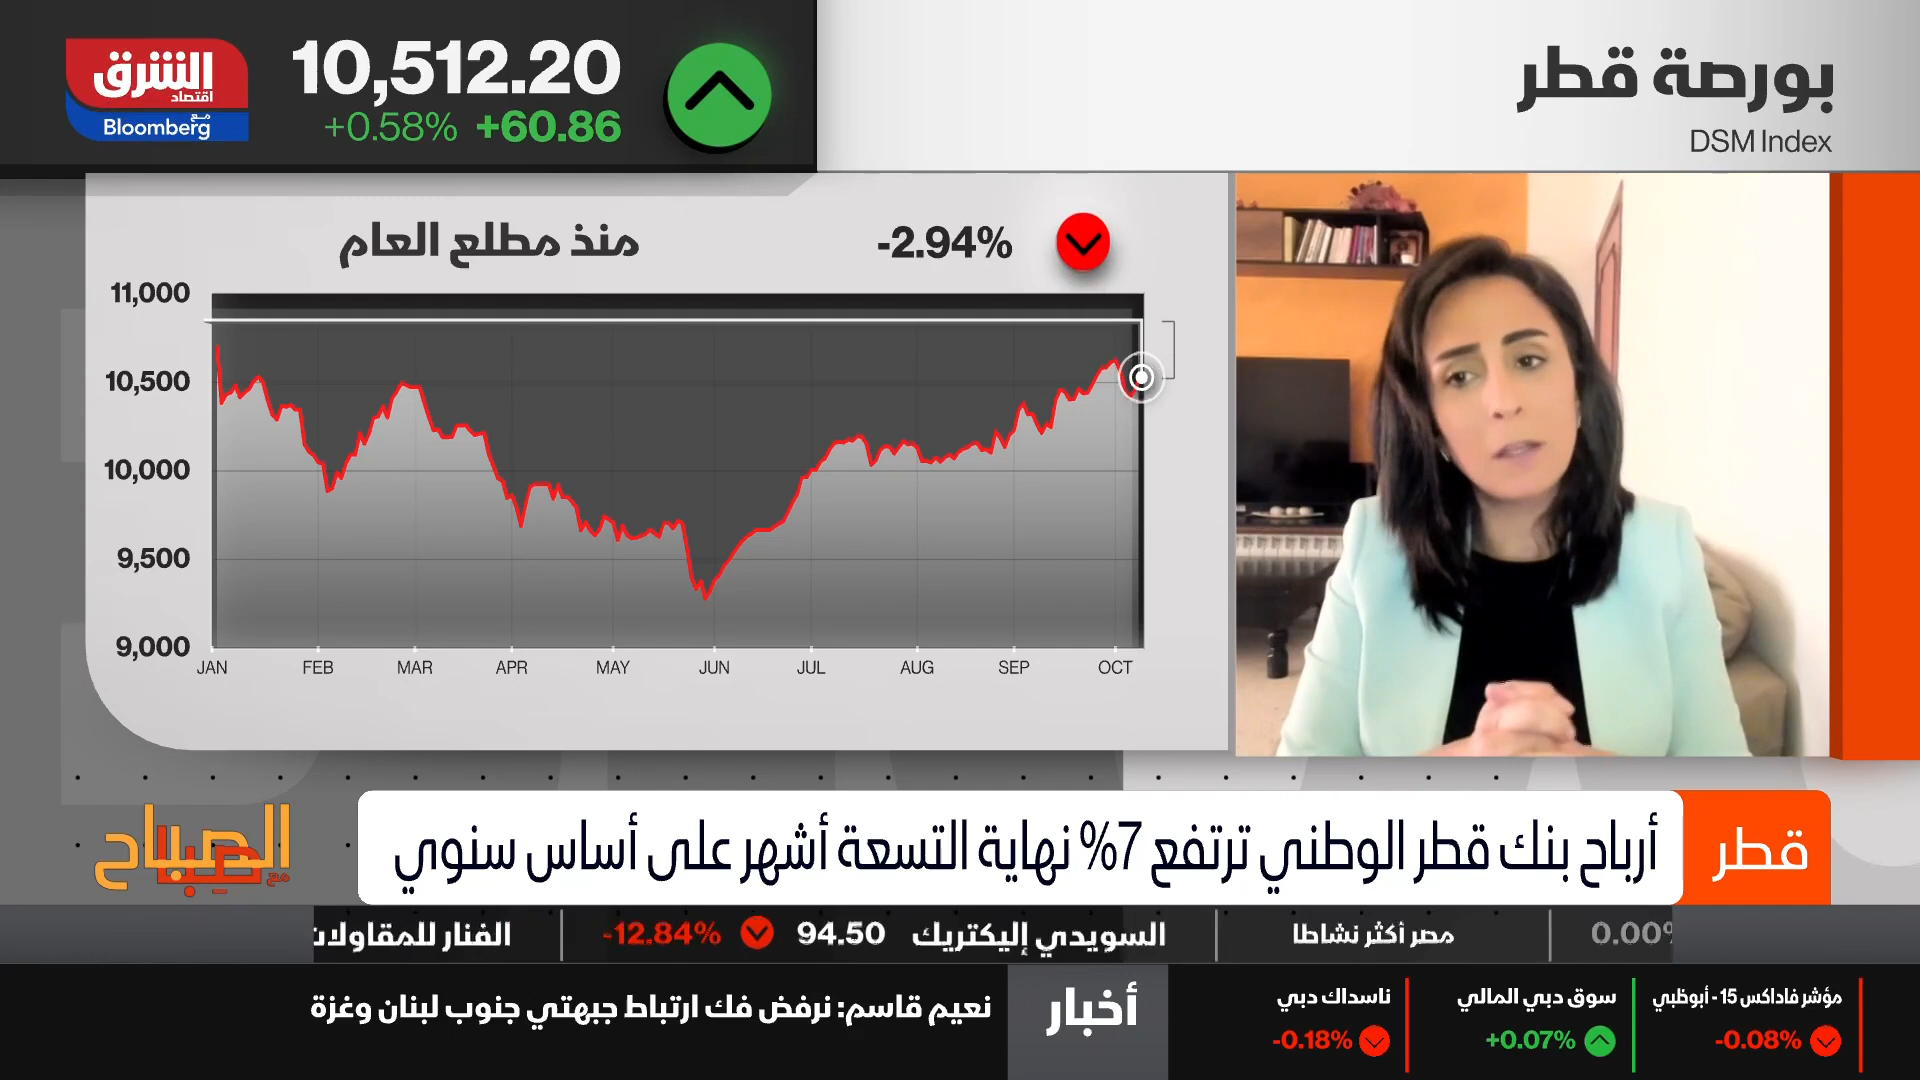 الشرق
اقتصاد
مع
Bloomberg
10,512.20
+0.58% +60.86
بورصة قطر
DSM Index
منذ مطلع العام
-2.94%
11,000
10,500
10,000
9,500
9,000
JAN FEB MAR APR MAY JUN JUL AUG SEP OCT
قطر
أرباح بنك قطر الوطني ترتفع 7% نهاية التسعة أشهر على أساس سنوي
الصباح
مع صبا
0.00%
مصر أكثر نشاطا
السويدي إليكتريك 94.50 -12.84%
الفنار للمقاولات
مؤشر فاداكس 15 - أبوظبي
-0.08%
سوق دبي المالي
+0.07%
ناسداك دبي
-0.18%
أخبار
نعيم قاسم: نرفض فك ارتباط جبهتي جنوب لبنان وغزة